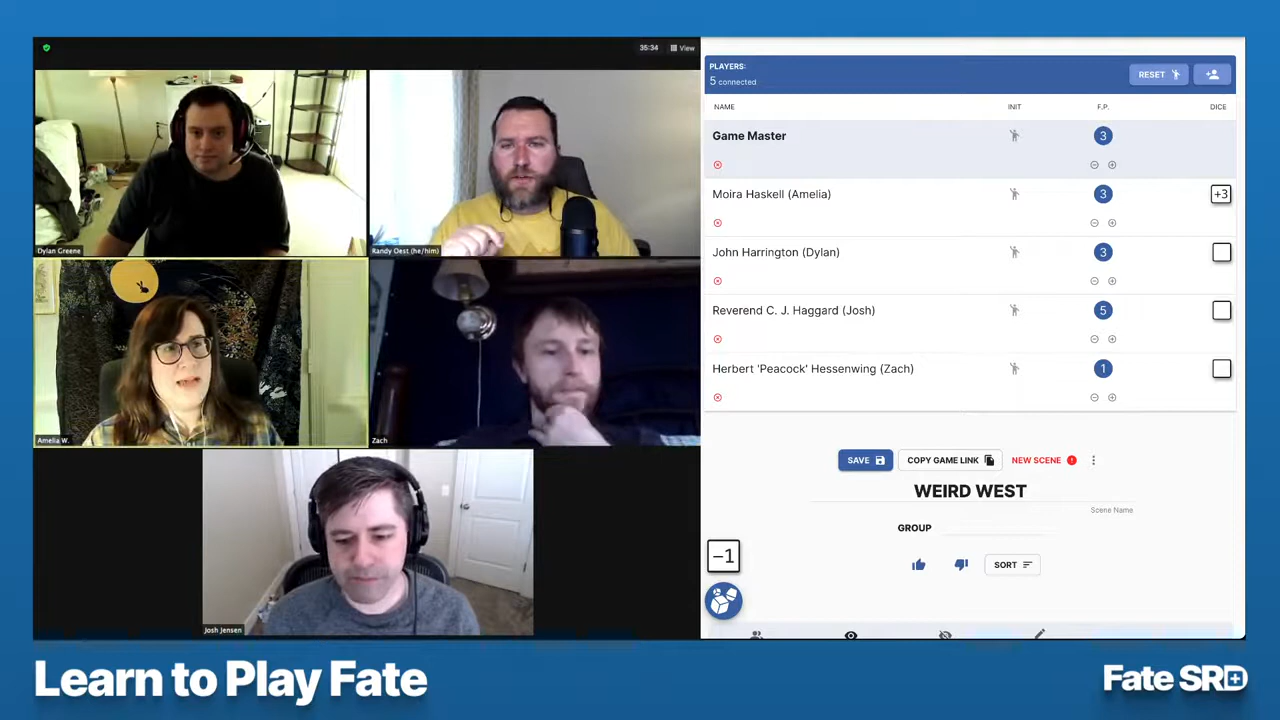 35:34 View
Dylan Greene
Randy Oest (he/him)
Amelia W.
Zach
Josh Jensen
PLAYERS:
5 connected
RESET
NAME INIT F.P. DICE
Game Master 3
Moira Haskell (Amelia) 3 +3
John Harrington (Dylan) 3
Reverend C. J. Haggard (Josh) 5
Herbert 'Peacock' Hessenwing (Zach) 1
SAVE COPY GAME LINK NEW SCENE
WEIRD WEST
Scene Name
GROUP
SORT
−1
Learn to Play Fate
Fate SRD